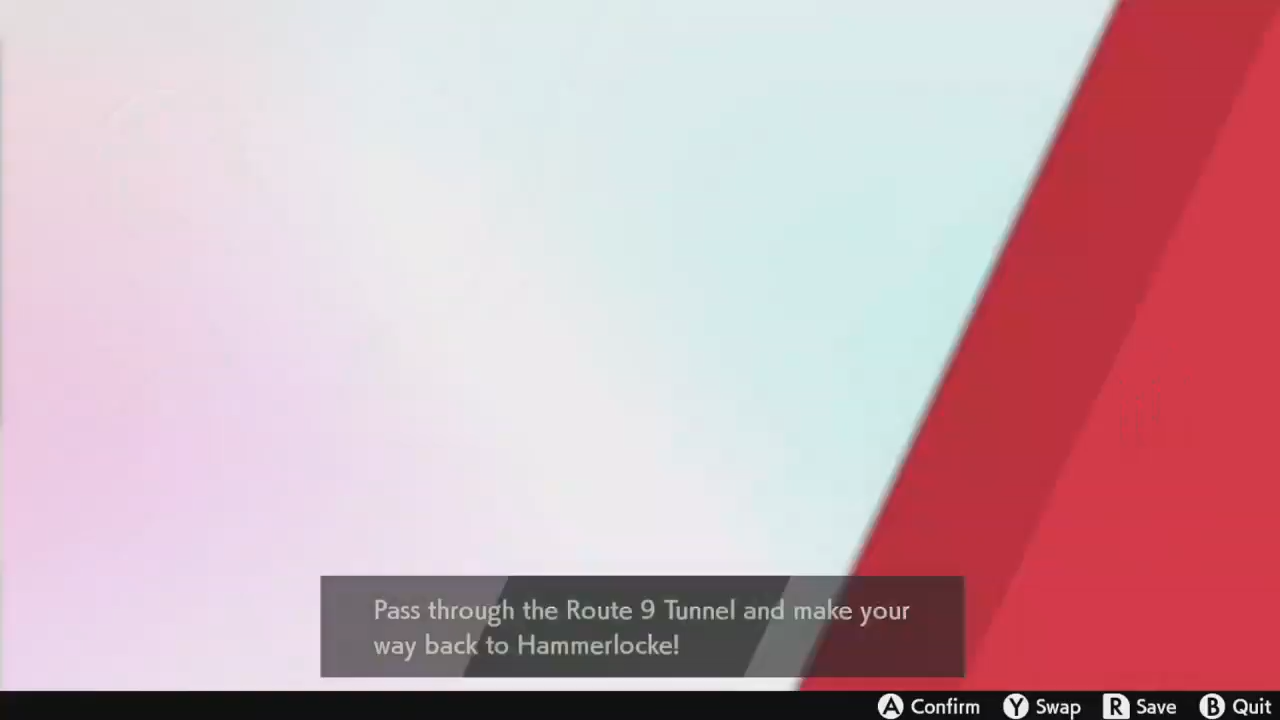 Pass through the Route 9 Tunnel and make your
way back to Hammerlocke!
A Confirm Y Swap R Save B Quit